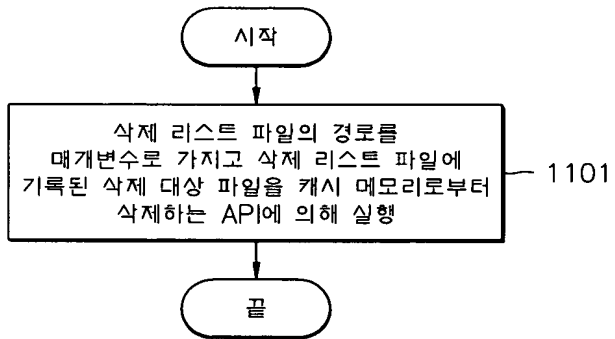 시작
삭제 리스트 파일의 경로를
매개변수로 가지고 삭제 리스트 파일에
기록된 삭제 대상 파일을 캐시 메모리로부터
삭제하는 API에 의해 실행
1101
끝